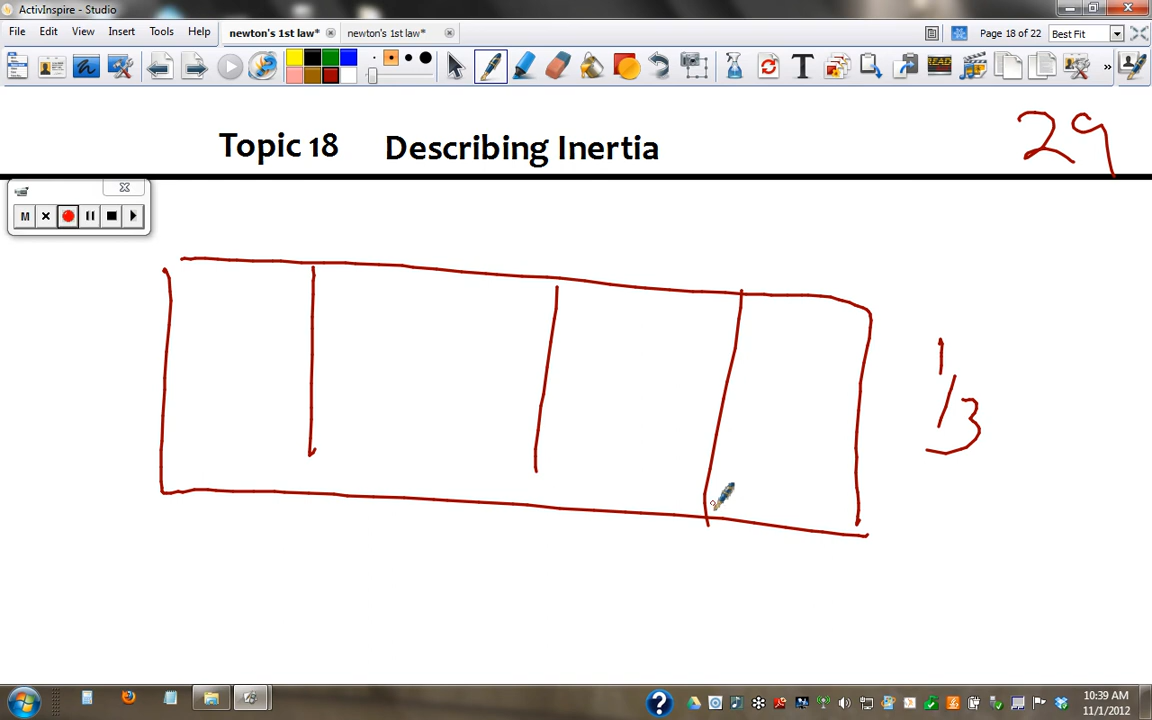 ActivInspire - Studio
File Edit View Insert Tools Help
newton's 1st law*
newton's 1st law*
Page 18 of 22
Best Fit
T
READ
»
Topic 18 Describing Inertia
29
M
1/3
?
10:39 AM
11/1/2012